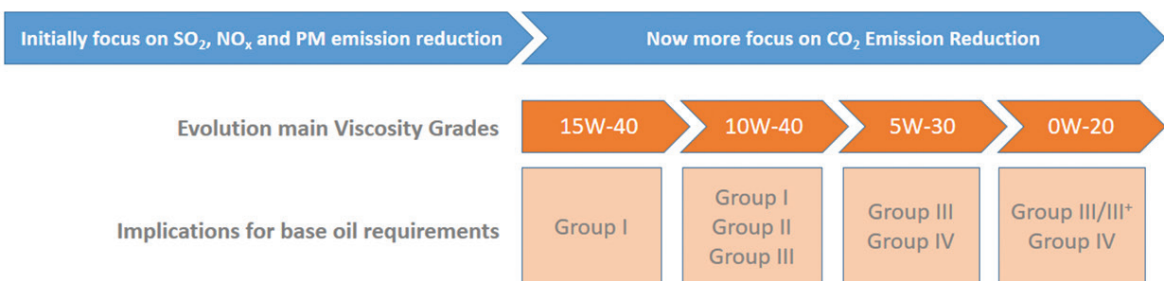 Initially focus on SO₂, NOₓ and PM emission reduction
Now more focus on CO₂ Emission Reduction
Evolution main Viscosity Grades
15W-40
10W-40
5W-30
0W-20
Implications for base oil requirements
Group I
Group I
Group II
Group III
Group III
Group IV
Group III/III⁺
Group IV